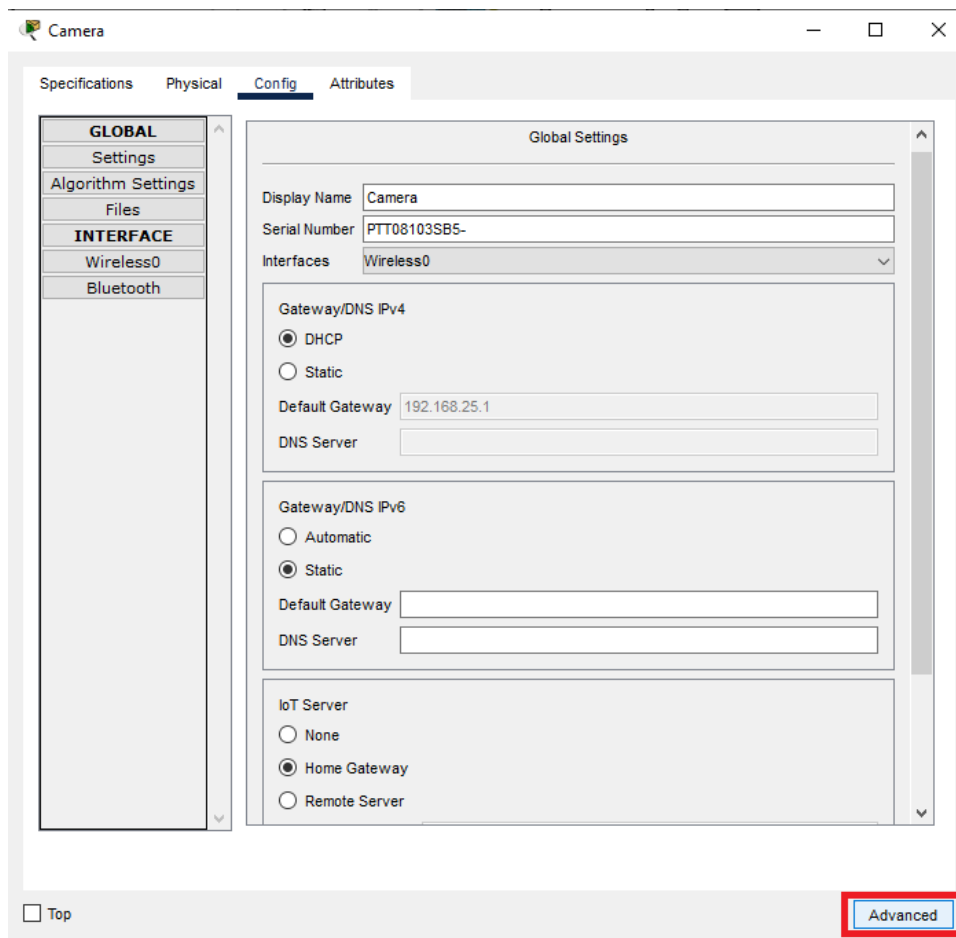 Camera
Specifications Physical Config Attributes
GLOBAL
Settings
Algorithm Settings
Files
INTERFACE
Wireless0
Bluetooth
Global Settings
Display Name Camera
Serial Number PTT08103SB5-
Interfaces Wireless0
Gateway/DNS IPv4
DHCP
Static
Default Gateway 192.168.25.1
DNS Server
Gateway/DNS IPv6
Automatic
Static
Default Gateway
DNS Server
IoT Server
None
Home Gateway
Remote Server
Top
Advanced